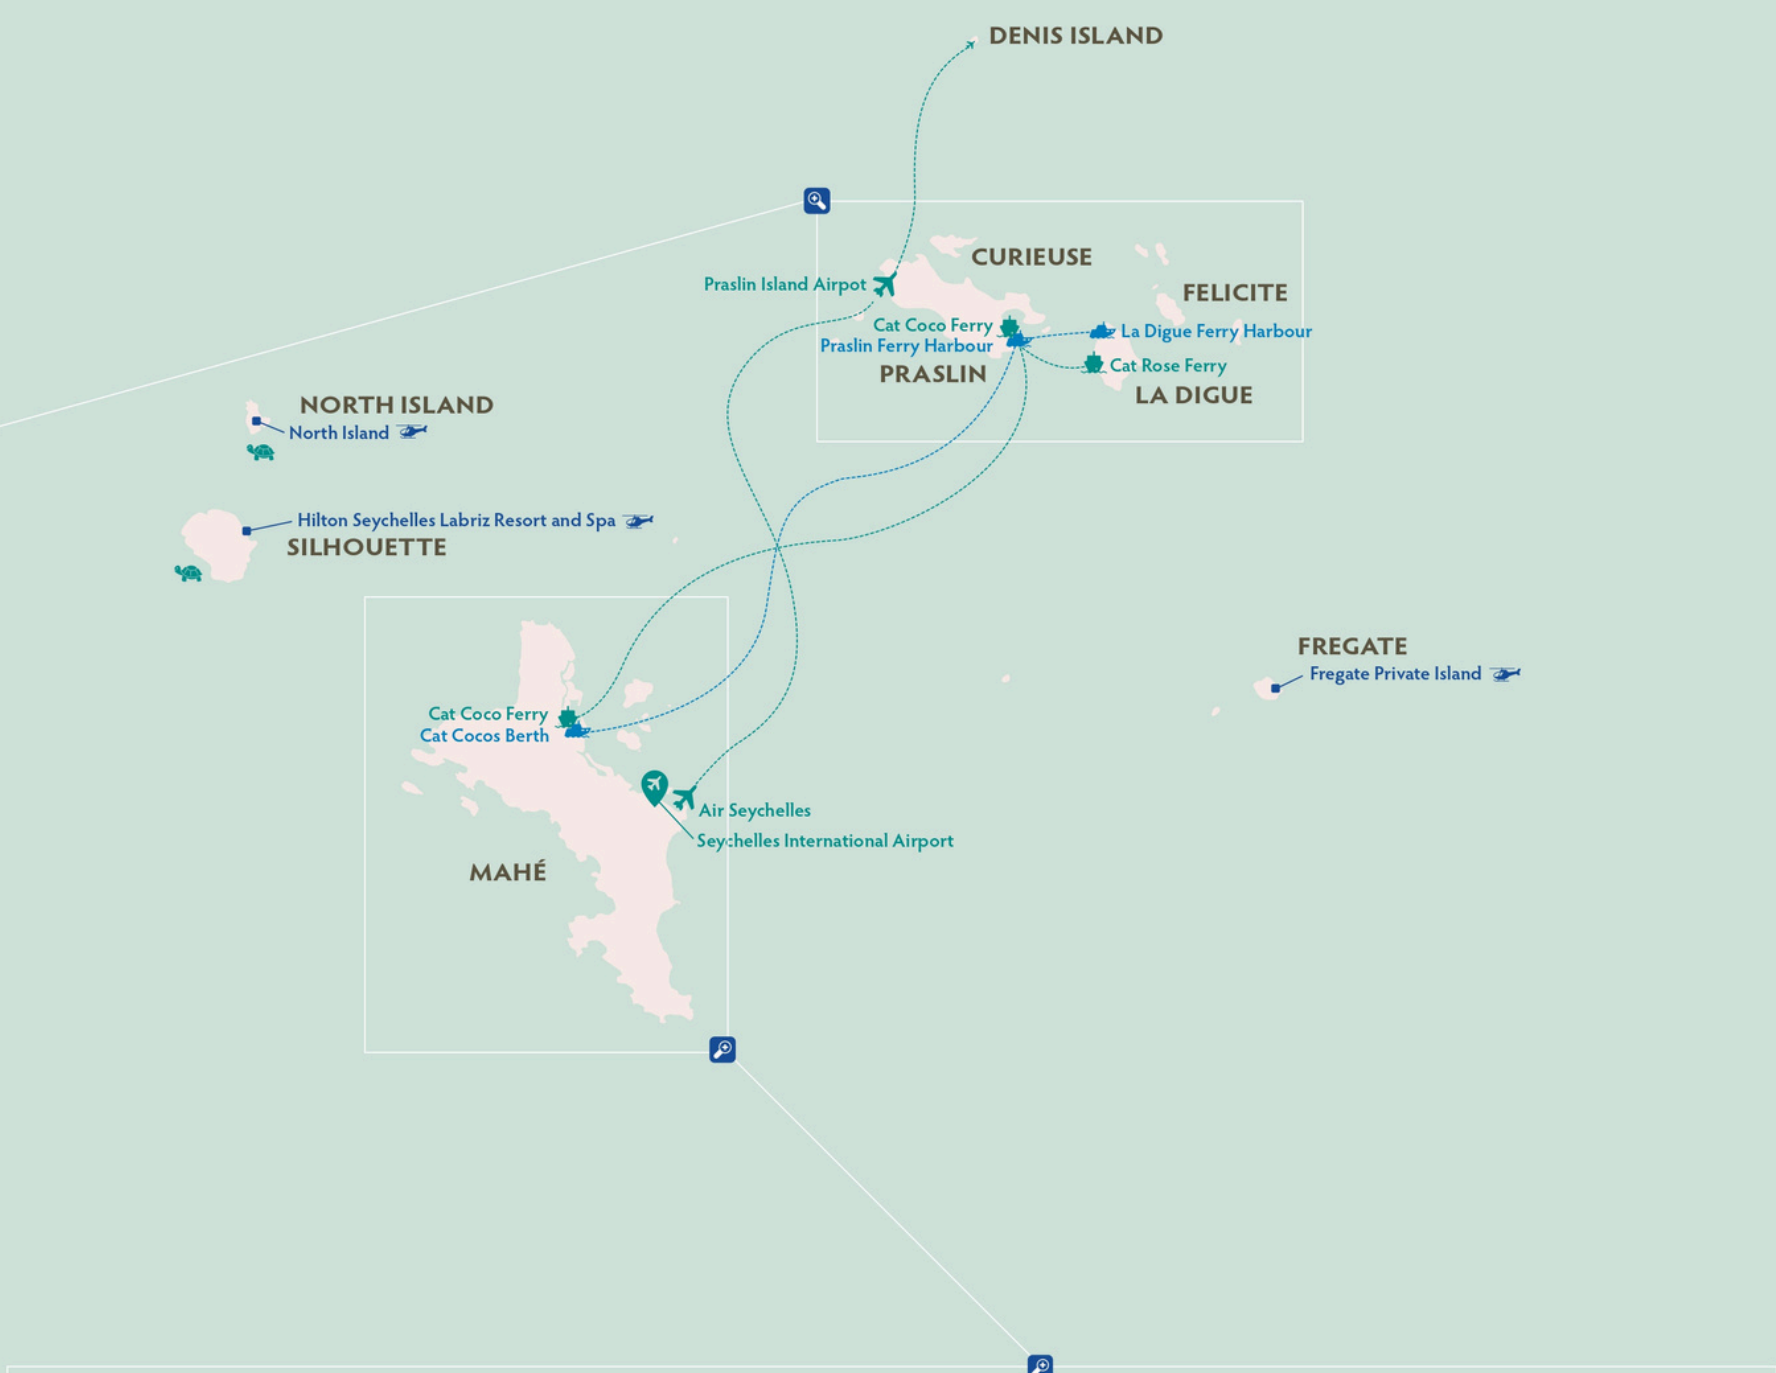 DENIS ISLAND
CURIEUSE
Praslin Island Airpot
FELICITE
Cat Coco Ferry
La Digue Ferry Harbour
Praslin Ferry Harbour
Cat Rose Ferry
PRASLIN
LA DIGUE
NORTH ISLAND
North Island
Hilton Seychelles Labriz Resort and Spa
SILHOUETTE
FREGATE
Fregate Private Island
Cat Coco Ferry
Cat Cocos Berth
Air Seychelles
Seychelles International Airport
MAHÉ